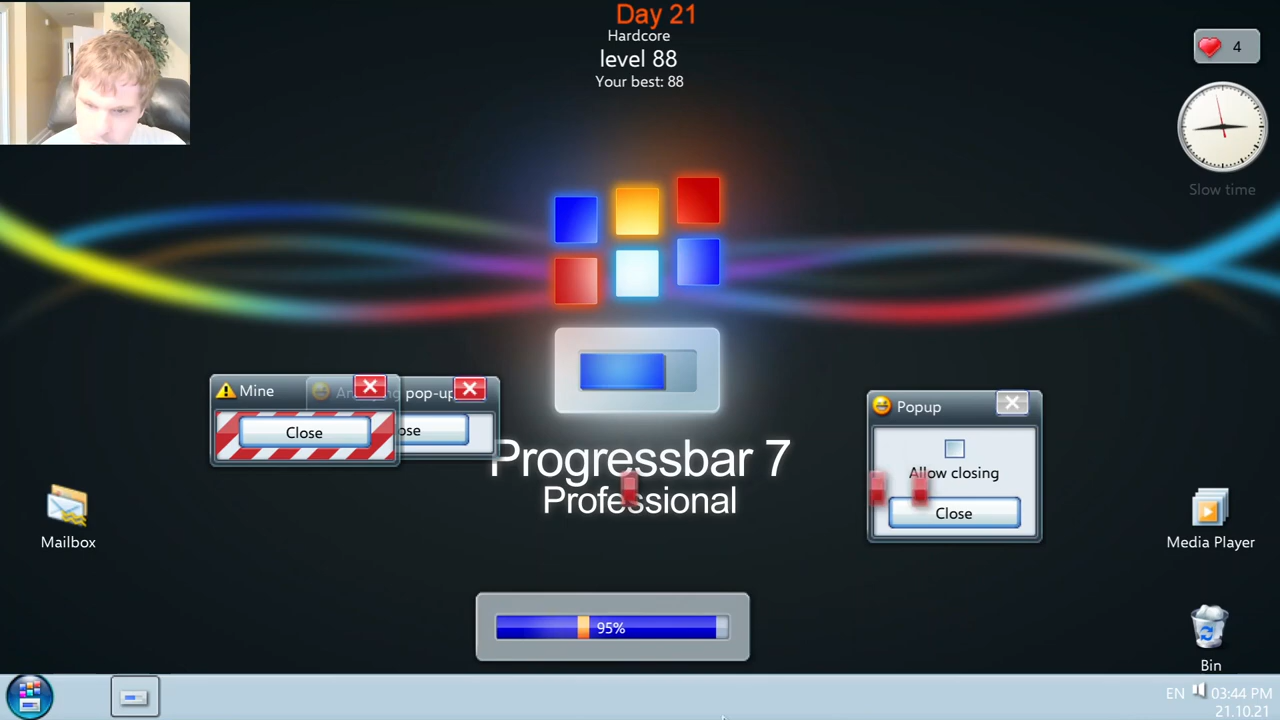 Day 21
Hardcore
level 88
Your best: 88
4
Slow time
Mine
pop-up
Close
ose
Popup
Allow closing
Close
Progressbar 7
Professional
Mailbox
Media Player
95%
Bin
EN 03:44 PM
21.10.21